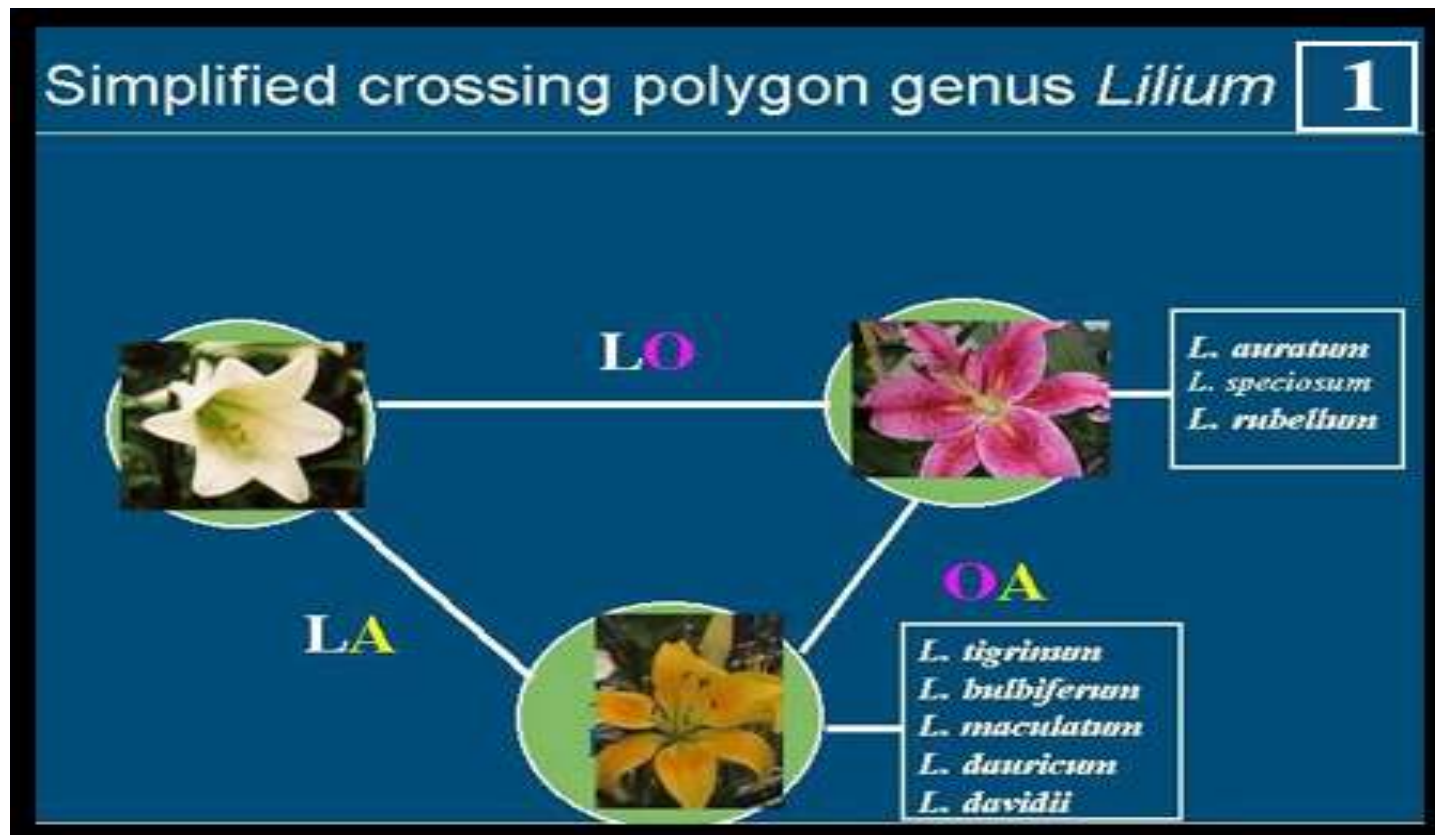 Simplified crossing polygon genus Lilium
1
LO
L. auratum
L. speciosum
L. rubellum
OA
LA
L. tigrinum
L. bulbiferum
L. maculatum
L. dauricum
L. davidii